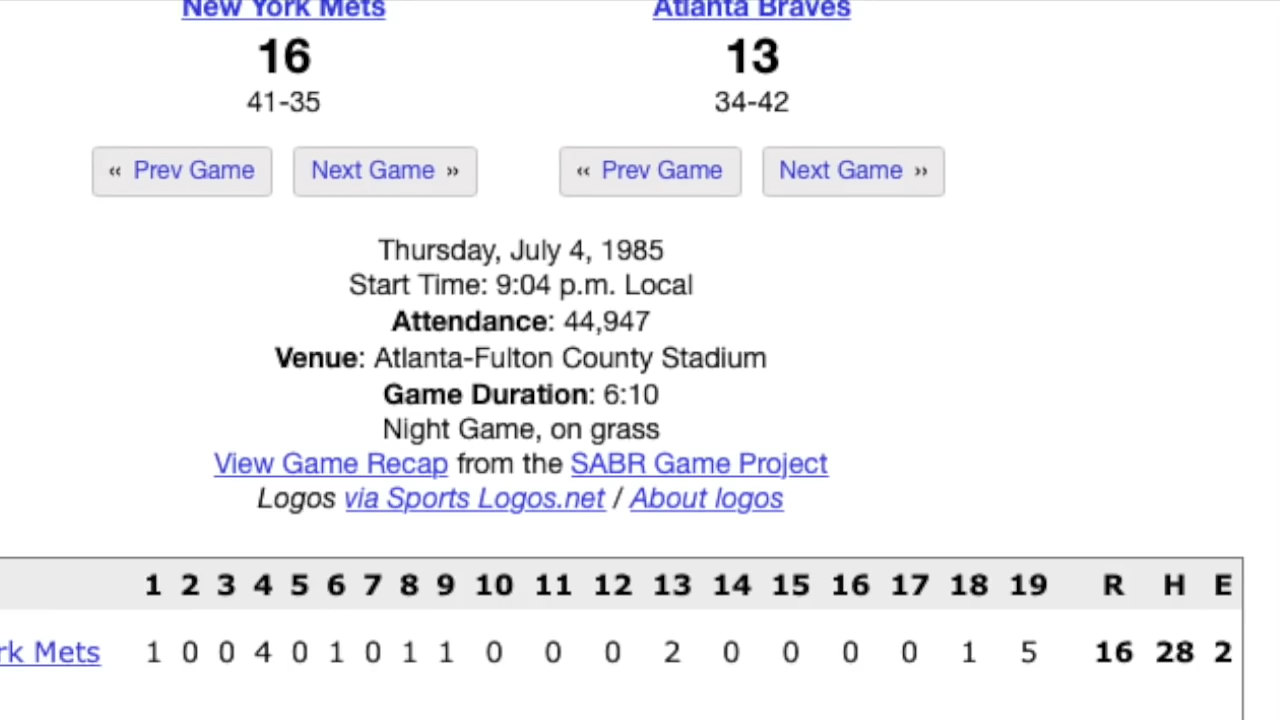 New York Mets Atlanta Braves
16 13
41-35 34-42
‹‹ Prev Game Next Game ›› ‹‹ Prev Game Next Game ››
Thursday, July 4, 1985
Start Time: 9:04 p.m. Local
Attendance: 44,947
Venue: Atlanta-Fulton County Stadium
Game Duration: 6:10
Night Game, on grass
View Game Recap from the SABR Game Project
Logos via Sports Logos.net / About logos
1 2 3 4 5 6 7 8 9 10 11 12 13 14 15 16 17 18 19 R H E
rk Mets 1 0 0 4 0 1 0 1 1 0 0 0 2 0 0 0 0 1 5 16 28 2